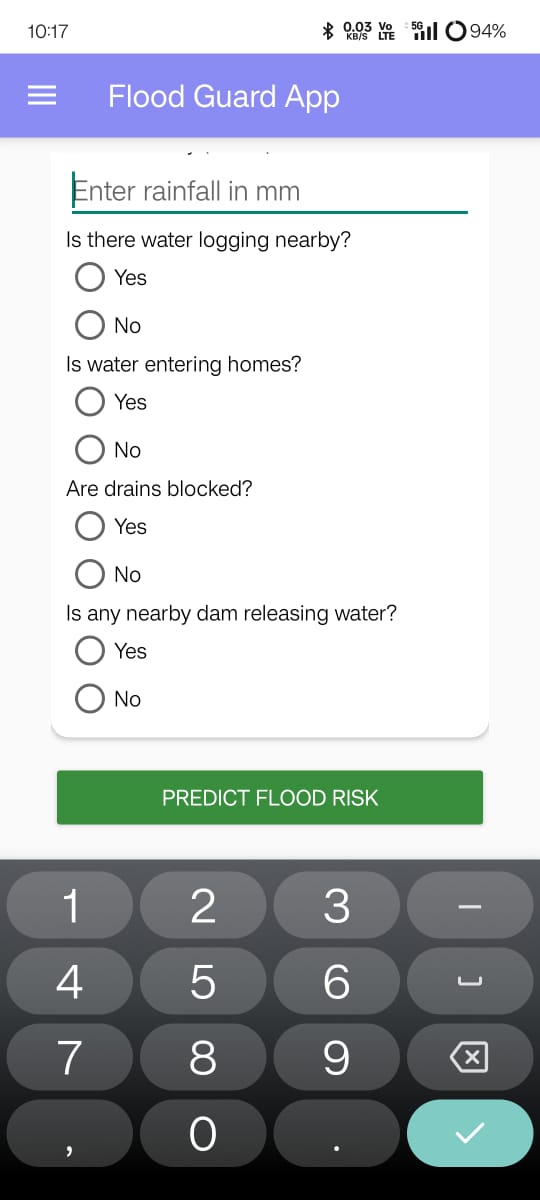 10:17
0.03 KB/S Vo LTE 5G 94%
Flood Guard App
Enter rainfall in mm
Is there water logging nearby?
Yes
No
Is water entering homes?
Yes
No
Are drains blocked?
Yes
No
Is any nearby dam releasing water?
Yes
No
PREDICT FLOOD RISK
1 2 3 –
4 5 6
7 8 9
, 0 .